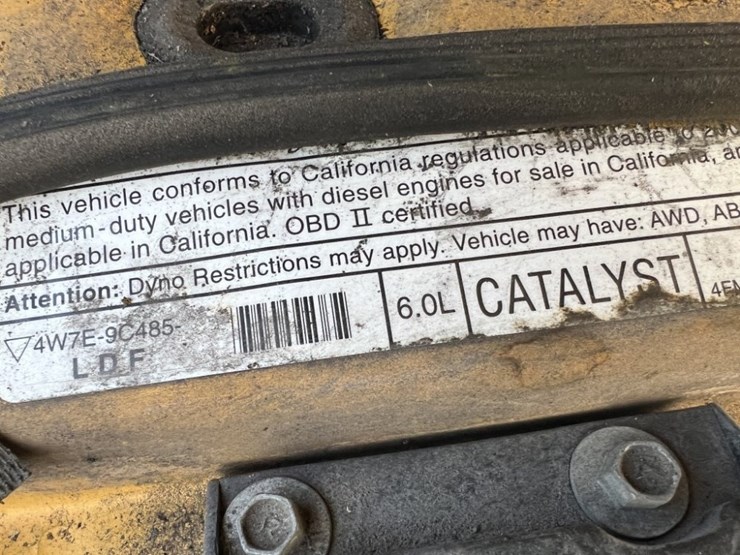 This vehicle conforms to California regulations applicable to
medium-duty vehicles with diesel engines for sale in California,
applicable in California. OBD II certified
Attention: Dyno Restrictions may apply. Vehicle may have: AWD, AB
▽4W7E-9C485-
LDF
6.0L
CATALYST